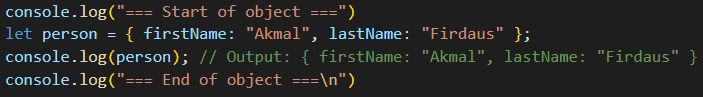 console.log("=== Start of object ===")
let person = { firstName: "Akmal", lastName: "Firdaus" };
console.log(person); // Output: { firstName: "Akmal", lastName: "Firdaus" }
console.log("=== End of object ===\n")